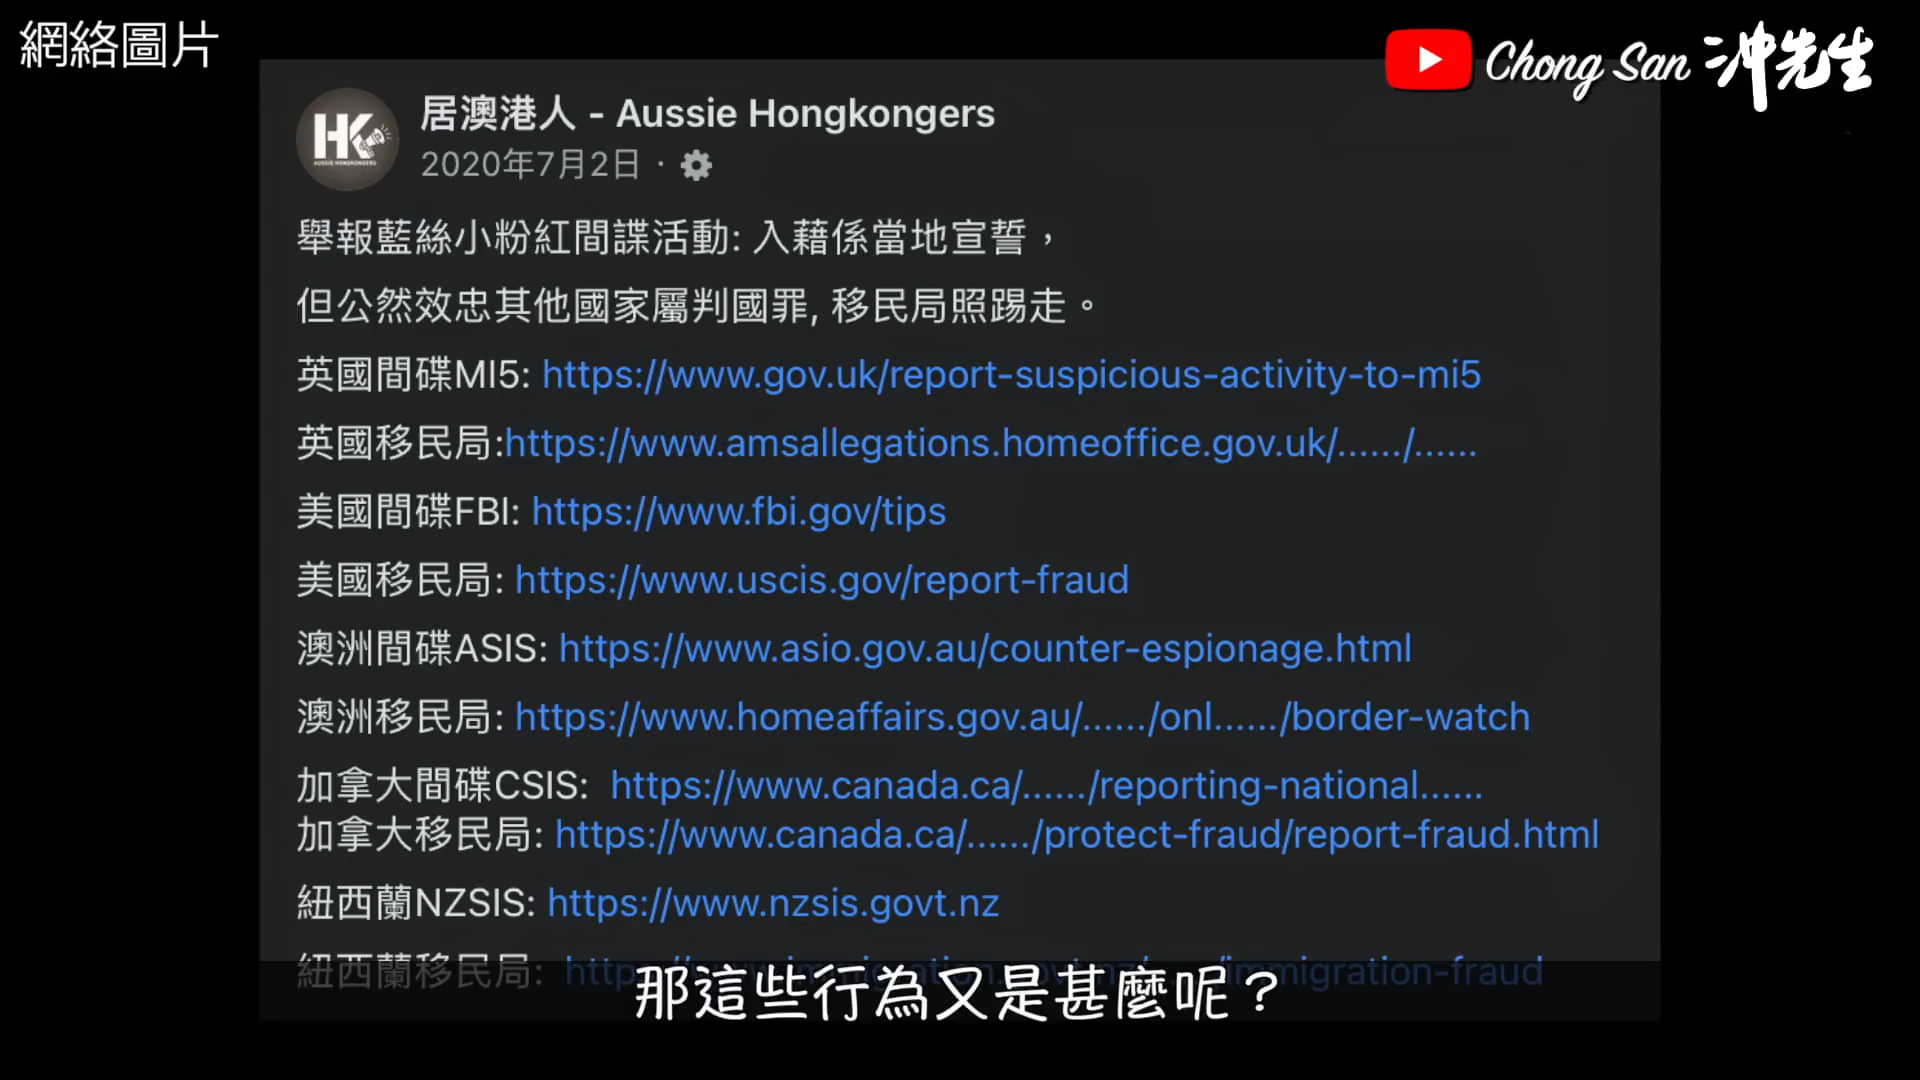 網絡圖片
Chong San 沖先生
HK
AUSSIE HONGKONGERS
居澳港人 - Aussie Hongkongers
2020年7月2日 ·
舉報藍絲小粉紅間諜活動: 入藉係當地宣誓，
但公然效忠其他國家屬判國罪, 移民局照踢走。
英國間碟MI5: https://www.gov.uk/report-suspicious-activity-to-mi5
英國移民局:https://www.amsallegations.homeoffice.gov.uk/....../......
美國間碟FBI: https://www.fbi.gov/tips
美國移民局: https://www.uscis.gov/report-fraud
澳洲間碟ASIS: https://www.asio.gov.au/counter-espionage.html
澳洲移民局: https://www.homeaffairs.gov.au/....../onl....../border-watch
加拿大間碟CSIS: https://www.canada.ca/....../reporting-national......
加拿大移民局: https://www.canada.ca/....../protect-fraud/report-fraud.html
紐西蘭NZSIS: https://www.nzsis.govt.nz
紐西蘭移民局: immigration-fraud
那這些行為又是甚麼呢？